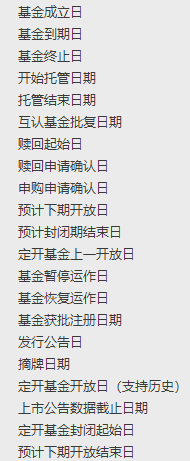 基金成立日
基金到期日
基金终止日
开始托管日期
托管结束日期
互认基金批复日期
赎回起始日
赎回申请确认日
申购申请确认日
预计下期开放日
预计封闭期结束日
定开基金上一开放日
基金暂停运作日
基金恢复运作日
基金获批注册日期
发行公告日
摘牌日期
定开基金开放日（支持历史）
上市公告数据截止日期
定开基金封闭起始日
预计下期开放结束日